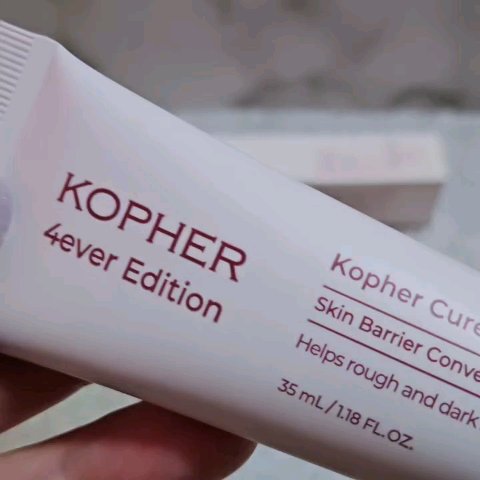 KOPHER
4ever Edition
Kopher Cure
Skin Barrier Conve
Helps rough and dark
35 mL / 1.18 FL.OZ.